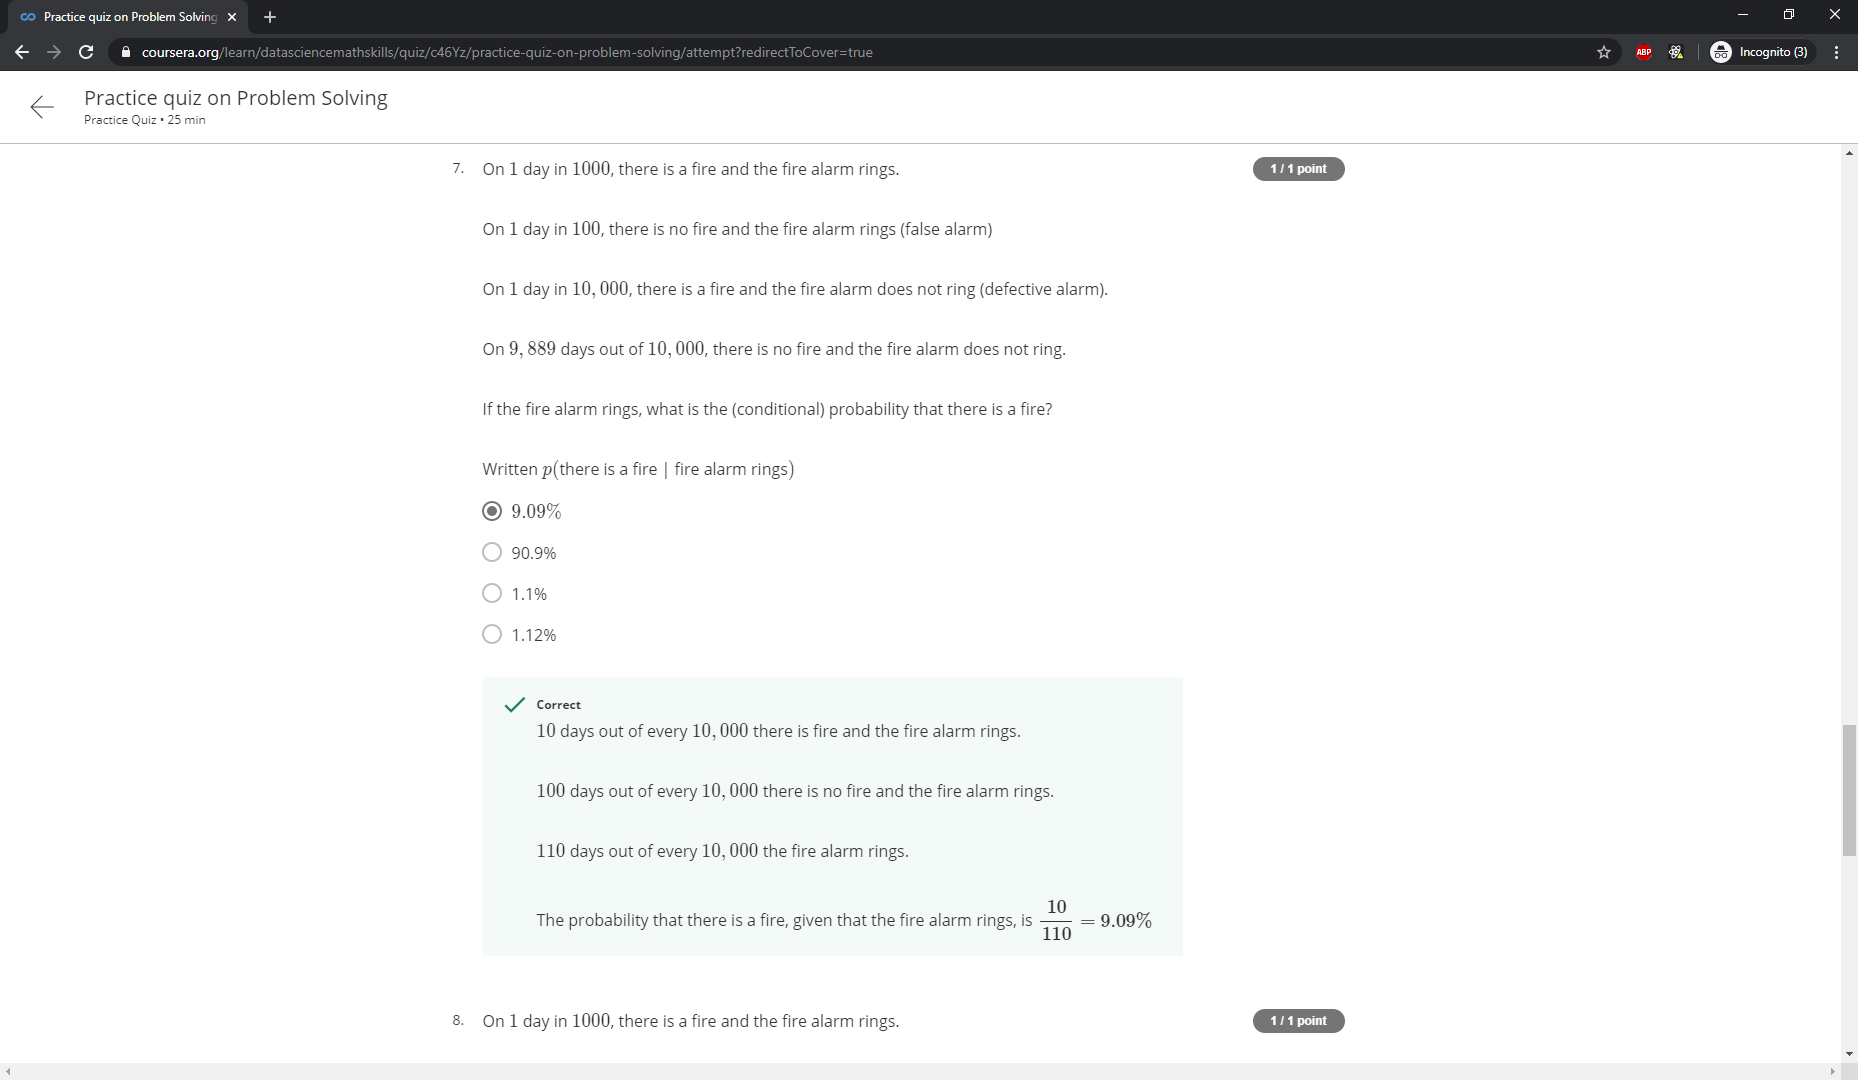 Practice quiz on Problem Solving
coursera.org/learn/datasciencemathskills/quiz/c46Yz/practice-quiz-on-problem-solving/attempt?redirectToCover=true
ABP
Incognito (3)
Practice quiz on Problem Solving
Practice Quiz • 25 min
7. On 1 day in 1000, there is a fire and the fire alarm rings.
1 / 1 point
On 1 day in 100, there is no fire and the fire alarm rings (false alarm)
On 1 day in 10, 000, there is a fire and the fire alarm does not ring (defective alarm).
On 9, 889 days out of 10, 000, there is no fire and the fire alarm does not ring.
If the fire alarm rings, what is the (conditional) probability that there is a fire?
Written p(there is a fire | fire alarm rings)
9.09%
90.9%
1.1%
1.12%
Correct
10 days out of every 10, 000 there is fire and the fire alarm rings.
100 days out of every 10, 000 there is no fire and the fire alarm rings.
110 days out of every 10, 000 the fire alarm rings.
The probability that there is a fire, given that the fire alarm rings, is 10/110 = 9.09%
8. On 1 day in 1000, there is a fire and the fire alarm rings.
1 / 1 point